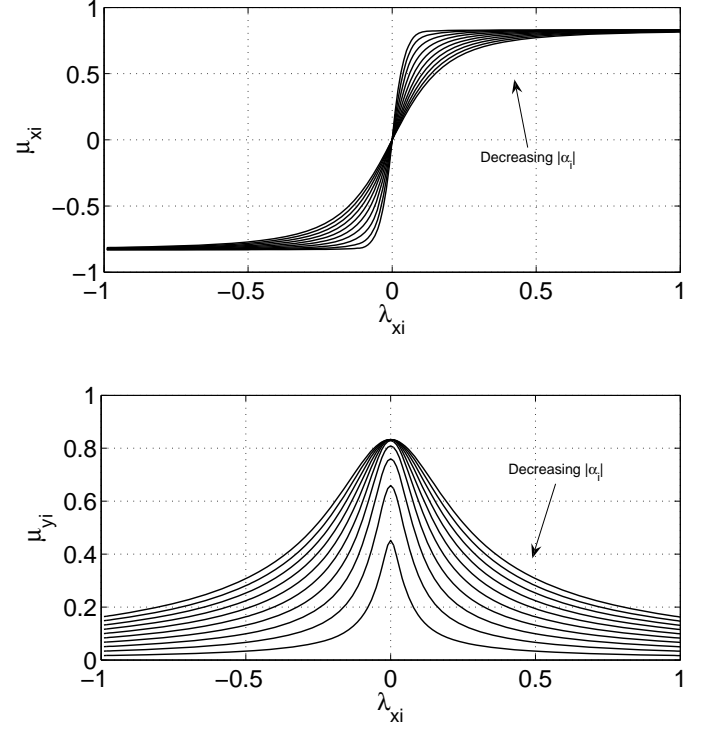 1
0.5
0
−0.5
−1
μxi
Decreasing |αi|
−1 −0.5 0 0.5 1
λxi
1
0.8
0.6
0.4
0.2
0
μyi
Decreasing |αi|
−1 −0.5 0 0.5 1
λxi